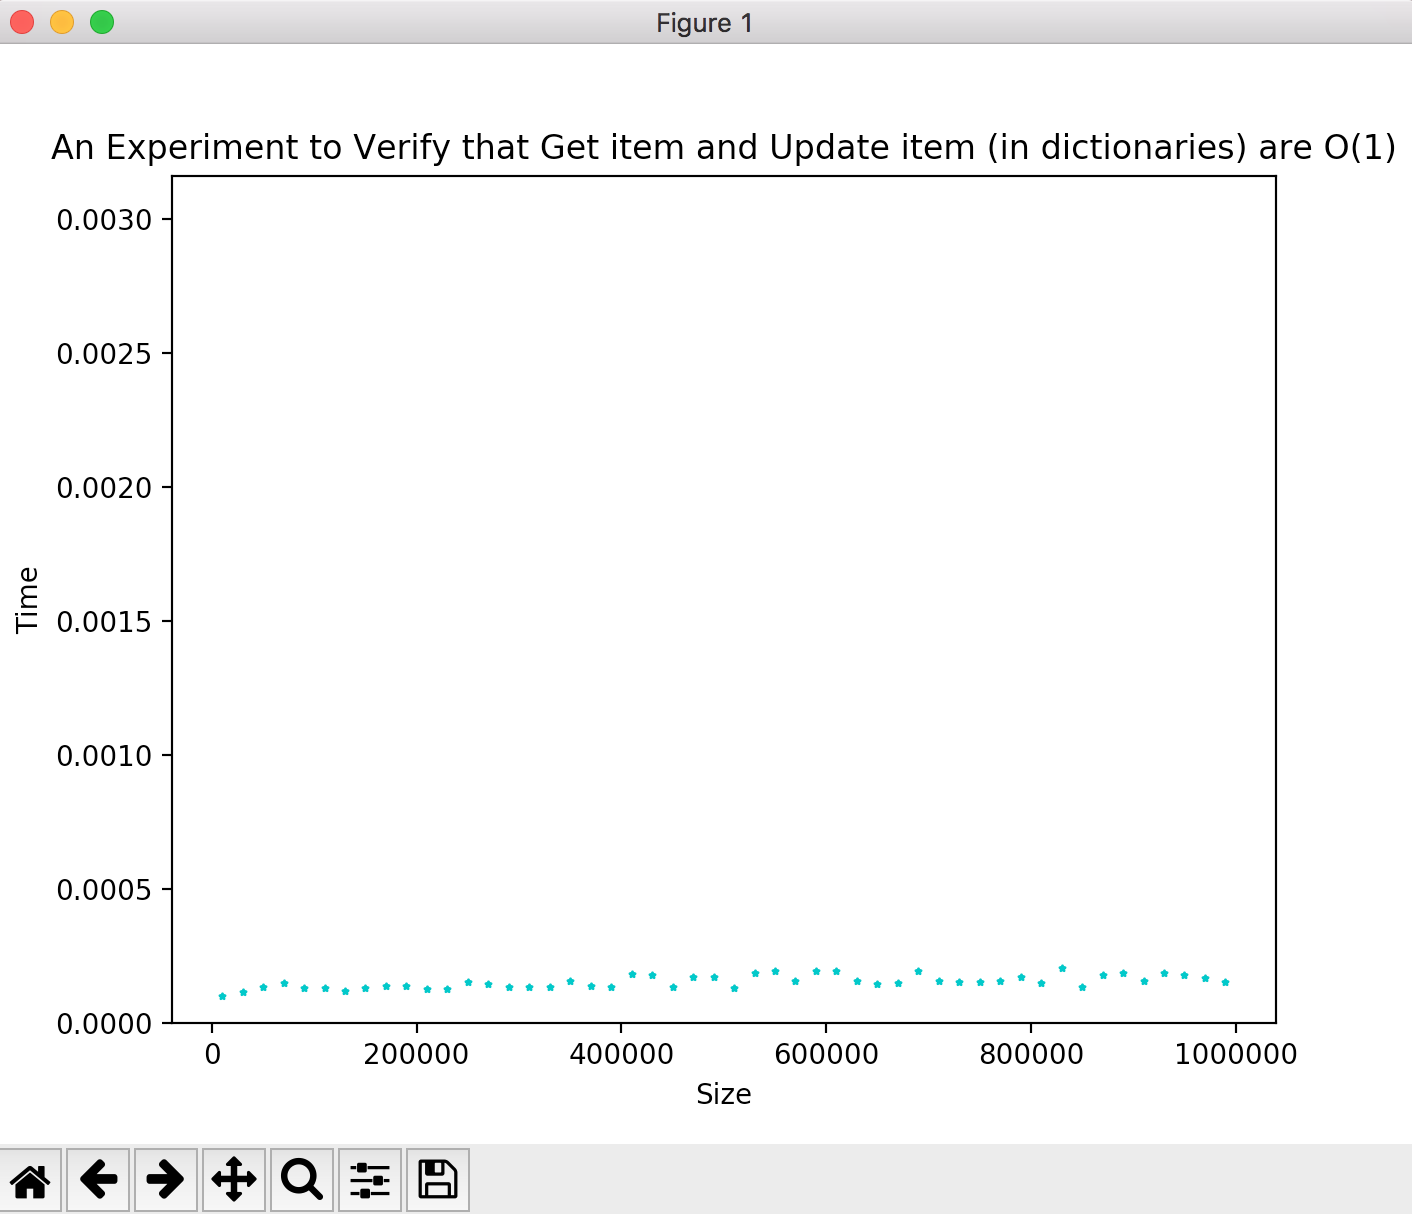 Figure 1
An Experiment to Verify that Get item and Update item (in dictionaries) are O(1)
0.0030
0.0025
0.0020
0.0015
0.0010
0.0005
0.0000
Time
0 200000 400000 600000 800000 1000000
Size